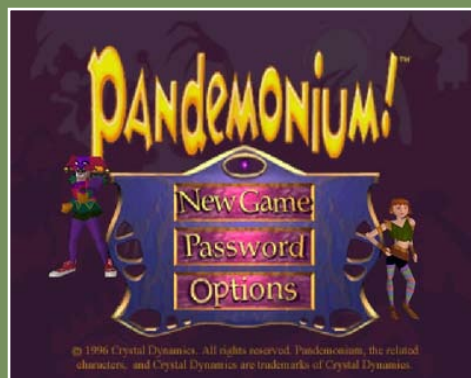 PANDEMONIUM!™
New Game
Password
Options
© 1996 Crystal Dynamics. All rights reserved. Pandemonium, the related
characters, and Crystal Dynamics are trademarks of Crystal Dynamics.